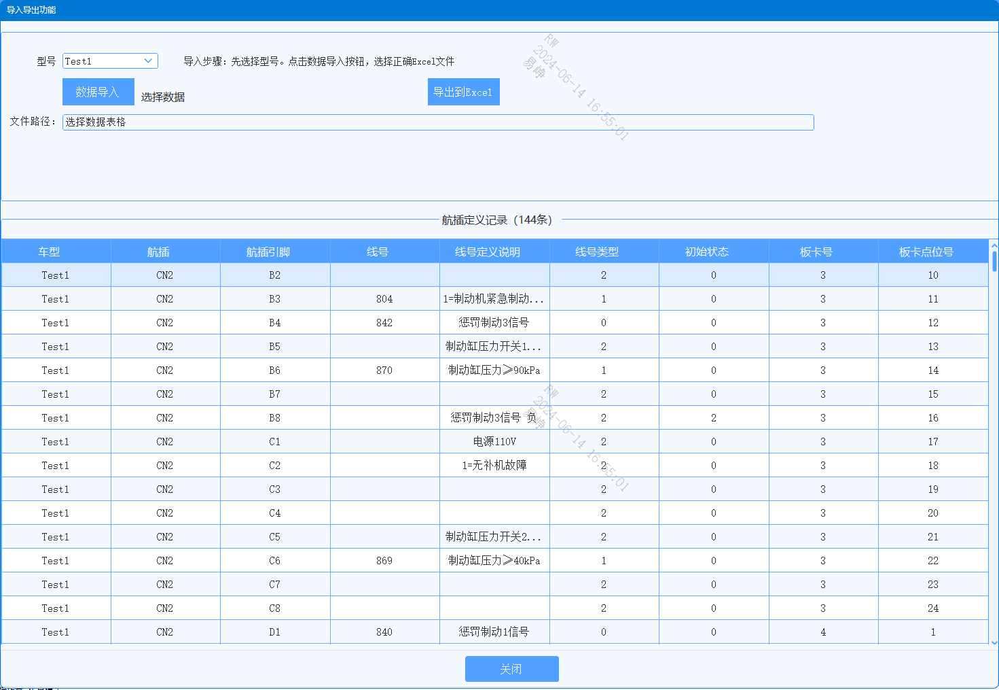 导入导出功能
型号 Test1 导入步骤：先选择型号。点击数据导入按钮，选择正确Excel文件
数据导入 选择数据 导出到Excel
文件路径： 选择数据表格
RW
2024-06-14 16:55:01
易峥
航插定义记录（144条）
车型 航插 航插引脚 线号 线号定义说明 线号类型 初始状态 板卡号 板卡点位号
Test1 CN2 B2 2 0 3 10
Test1 CN2 B3 804 1=制动机紧急制动... 1 0 3 11
Test1 CN2 B4 842 惩罚制动3信号 0 0 3 12
Test1 CN2 B5 制动缸压力开关1... 2 0 3 13
Test1 CN2 B6 870 制动缸压力≥90kPa 1 0 3 14
Test1 CN2 B7 2 0 3 15
Test1 CN2 B8 惩罚制动3信号 负 2 2 3 16
Test1 CN2 C1 电源110V 2 0 3 17
Test1 CN2 C2 1=无补机故障 2 0 3 18
Test1 CN2 C3 2 0 3 19
Test1 CN2 C4 2 0 3 20
Test1 CN2 C5 制动缸压力开关2... 2 0 3 21
Test1 CN2 C6 869 制动缸压力≥40kPa 1 0 3 22
Test1 CN2 C7 2 0 3 23
Test1 CN2 C8 2 0 3 24
Test1 CN2 D1 840 惩罚制动1信号 0 0 4 1
RW
2024-06-14 16:55:01
易峥
关闭